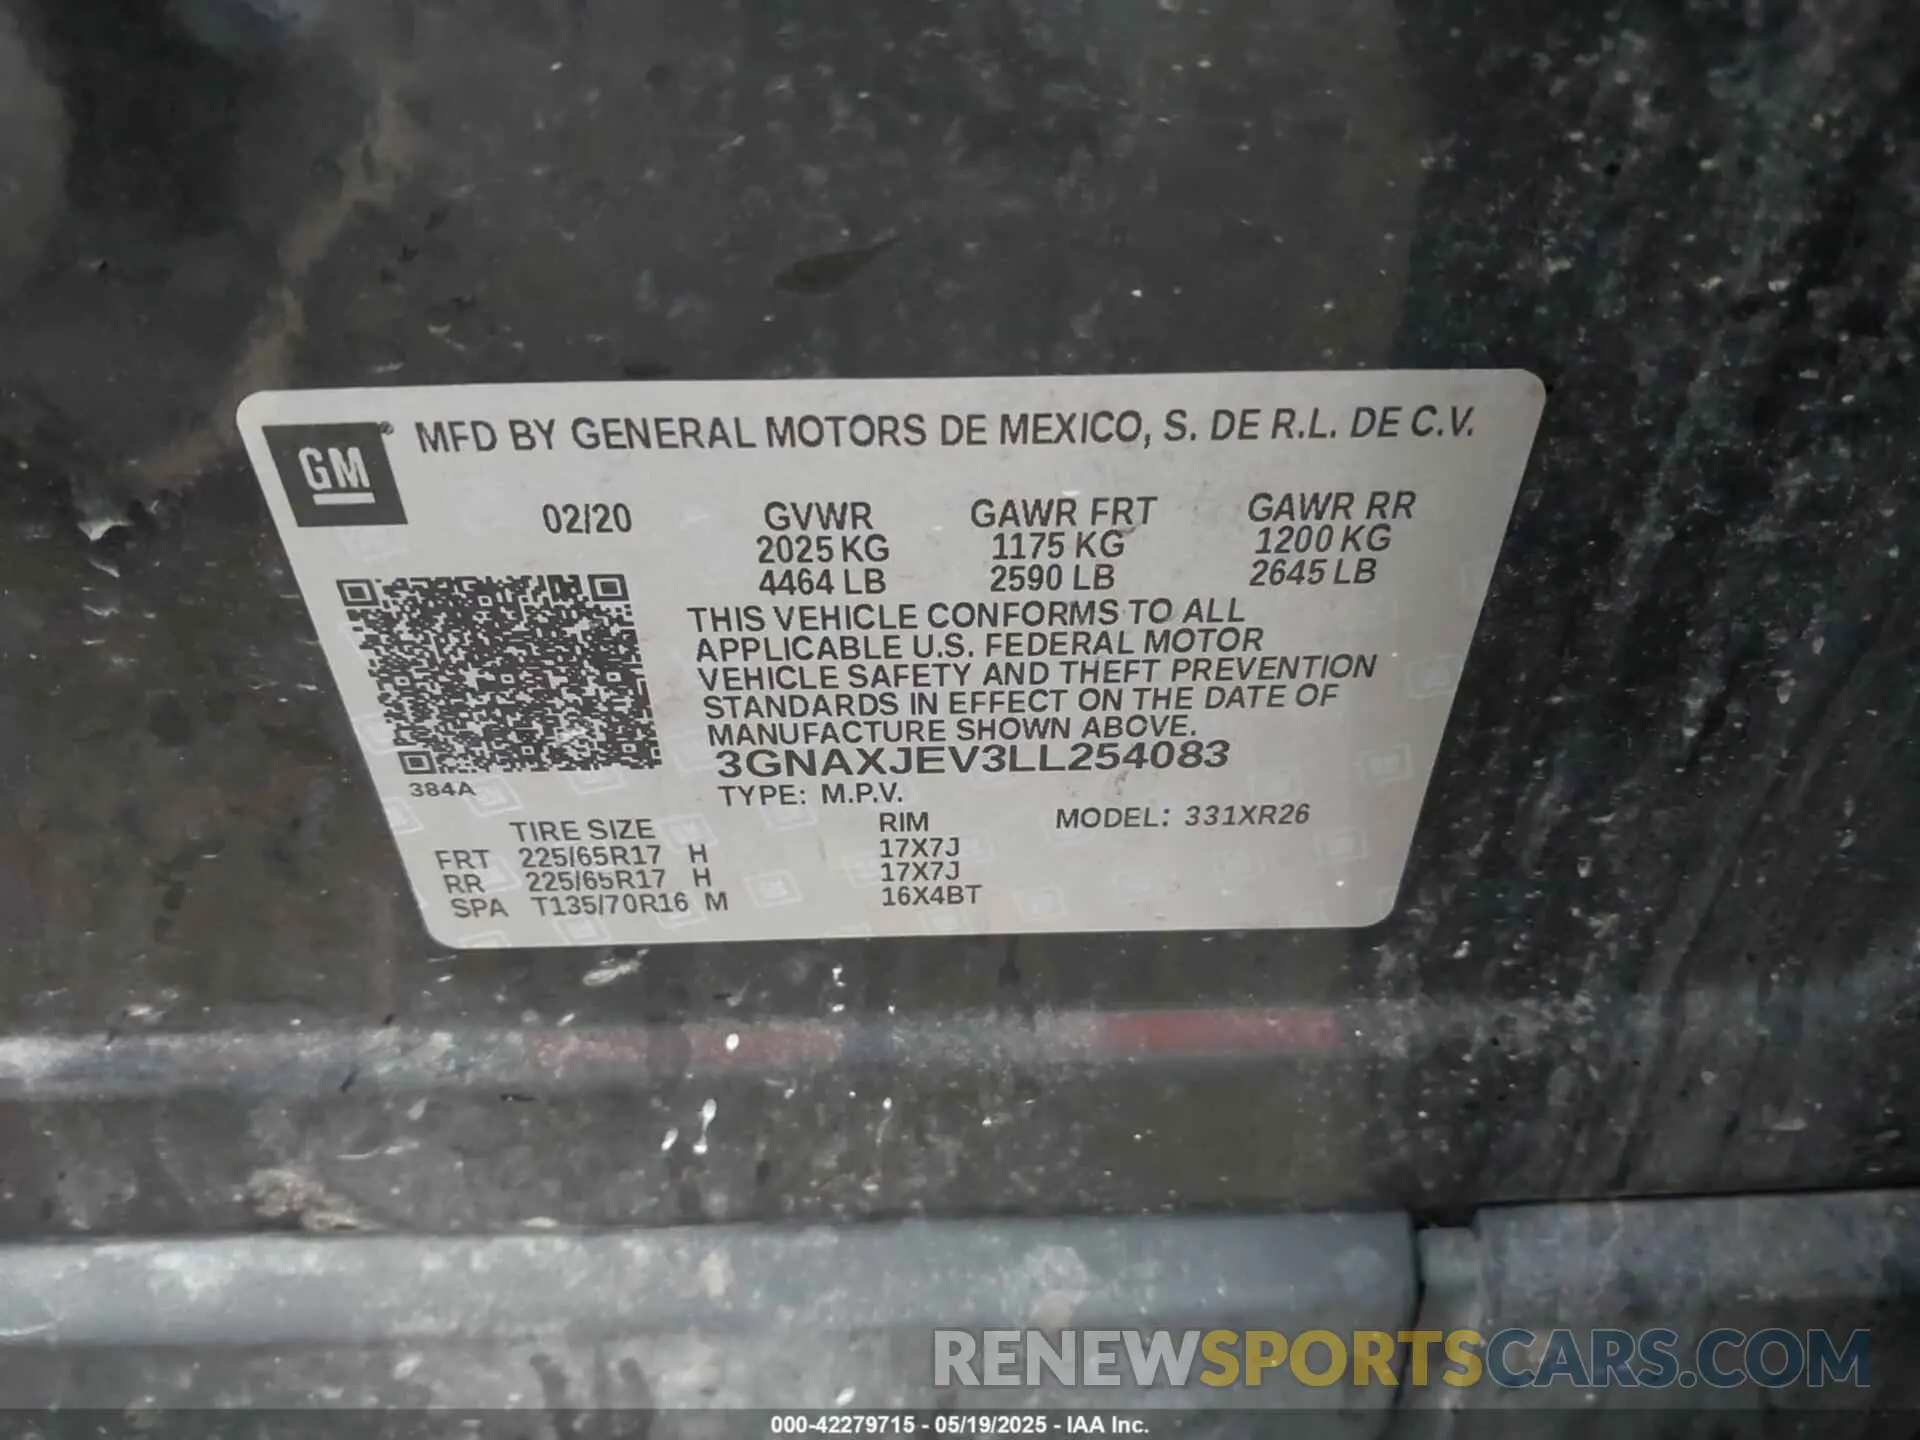 GM® MFD BY GENERAL MOTORS DE MEXICO, S. DE R.L. DE C.V.
02/20 GVWR GAWR FRT GAWR RR
2025 KG 1175 KG 1200 KG
4464 LB 2590 LB 2645 LB
THIS VEHICLE CONFORMS TO ALL
APPLICABLE U.S. FEDERAL MOTOR
VEHICLE SAFETY AND THEFT PREVENTION
STANDARDS IN EFFECT ON THE DATE OF
MANUFACTURE SHOWN ABOVE.
3GNAXJEV3LL254083
384A TYPE: M.P.V.
TIRE SIZE RIM MODEL: 331XR26
FRT 225/65R17 H 17X7J
RR 225/65R17 H 17X7J
SPA T135/70R16 M 16X4BT
RENEWSPORTSCARS.COM
000-42279715 - 05/19/2025 - IAA Inc.